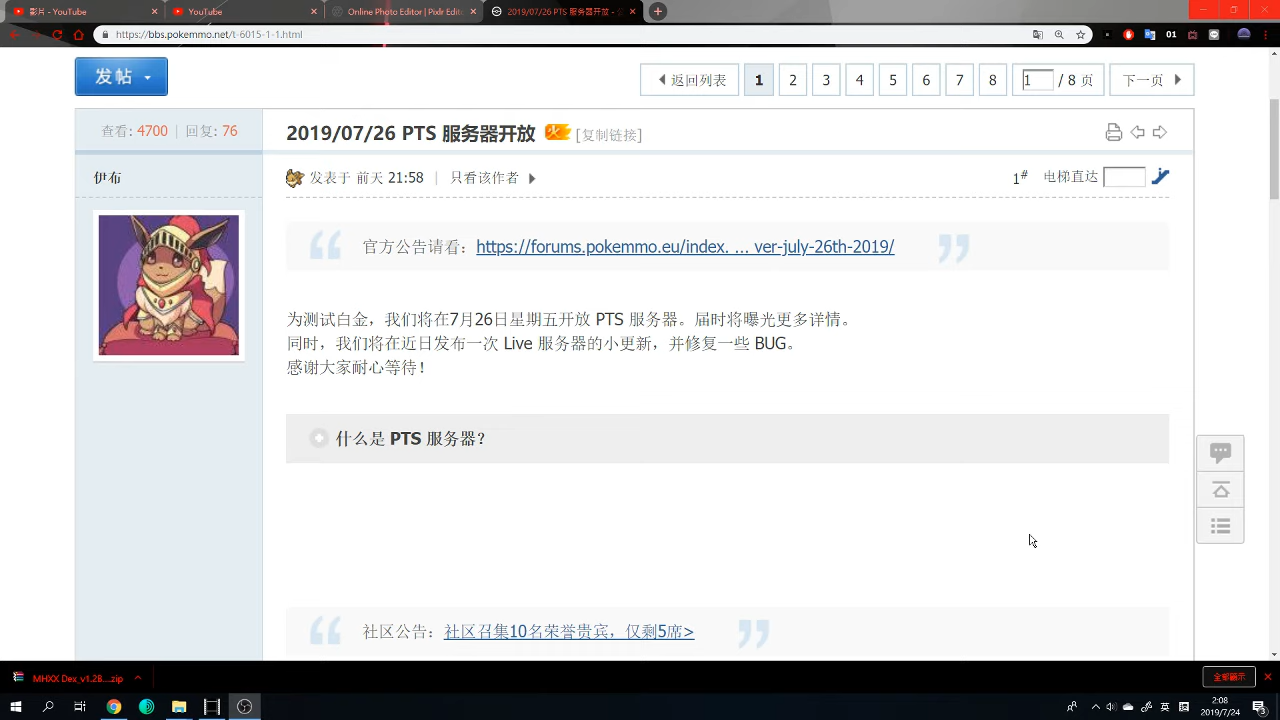 影片 - YouTube
YouTube
Online Photo Editor | Pixlr Edit
2019/07/26 PTS 服务器开放 -
https://bbs.pokemmo.net/t-6015-1-1.html
01
发帖
返回列表 1 2 3 4 5 6 7 8 1 / 8 页 下一页
查看: 4700 | 回复: 76
2019/07/26 PTS 服务器开放 火 [复制链接]
伊布
发表于 前天 21:58 | 只看该作者
1# 电梯直达
官方公告请看：https://forums.pokemmo.eu/index. ... ver-july-26th-2019/
为测试白金，我们将在7月26日星期五开放 PTS 服务器。届时将曝光更多详情。
同时，我们将在近日发布一次 Live 服务器的小更新，并修复一些 BUG。
感谢大家耐心等待！
什么是 PTS 服务器？
社区公告：社区召集10名荣誉贵宾，仅剩5席>
MHXX Dex_v1.26....zip
全部顯示
英
2:08
2019/7/24
3